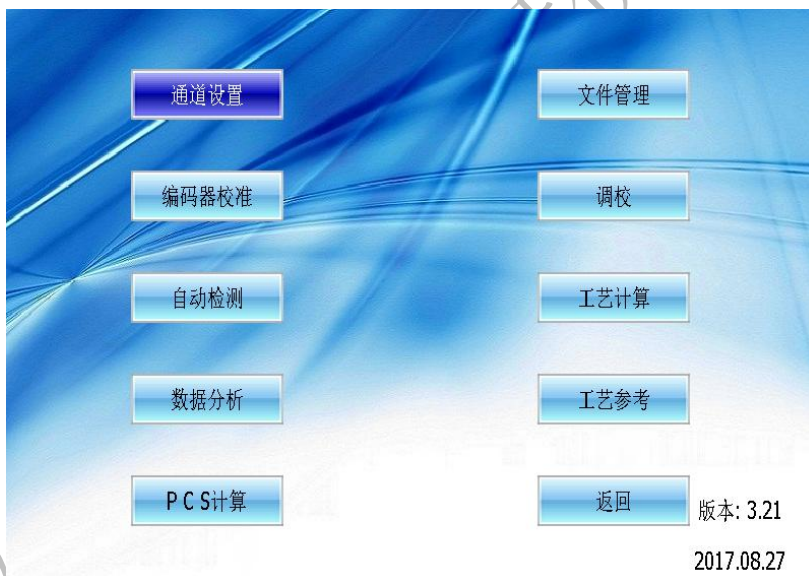 通道设置
文件管理
编码器校准
调校
自动检测
工艺计算
数据分析
工艺参考
PCS计算
返回
版本: 3.21
2017.08.27